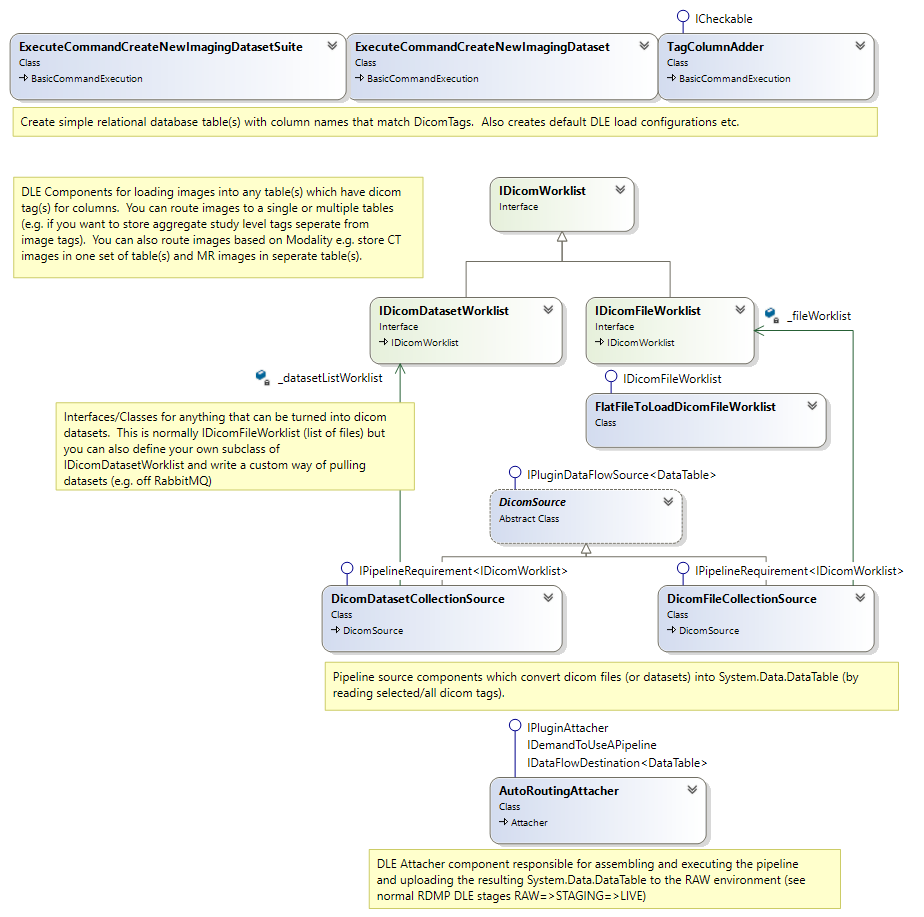 ICheckable
ExecuteCommandCreateNewImagingDatasetSuite
Class
BasicCommandExecution
ExecuteCommandCreateNewImagingDataset
Class
BasicCommandExecution
TagColumnAdder
Class
BasicCommandExecution
Create simple relational database table(s) with column names that match DicomTags.  Also creates default DLE load configurations etc.
DLE Components for loading images into any table(s) which have dicom
tag(s) for columns.  You can route images to a single or multiple tables
(e.g. if you want to store aggregate study level tags seperate from
image tags).  You can also route images based on Modality e.g. store CT
images in one set of table(s) and MR images in seperate table(s).
IDicomWorklist
Interface
IDicomDatasetWorklist
Interface
IDicomWorklist
IDicomFileWorklist
Interface
IDicomWorklist
_fileWorklist
_datasetListWorklist
IDicomFileWorklist
FlatFileToLoadDicomFileWorklist
Class
Interfaces/Classes for anything that can be turned into dicom
datasets.  This is normally IDicomFileWorklist (list of files) but
you can also define your own subclass of
IDicomDatasetWorklist and write a custom way of pulling
datasets (e.g. off RabbitMQ)
IPluginDataFlowSource<DataTable>
DicomSource
Abstract Class
IPipelineRequirement<IDicomWorklist>
DicomDatasetCollectionSource
Class
DicomSource
IPipelineRequirement<IDicomWorklist>
DicomFileCollectionSource
Class
DicomSource
Pipeline source components which convert dicom files (or datasets) into System.Data.DataTable (by
reading selected/all dicom tags).
IPluginAttacher
IDemandToUseAPipeline
IDataFlowDestination<DataTable>
AutoRoutingAttacher
Class
Attacher
DLE Attacher component responsible for assembling and executing the pipeline
and uploading the resulting System.Data.DataTable to the RAW environment (see
normal RDMP DLE stages RAW=>STAGING=>LIVE)